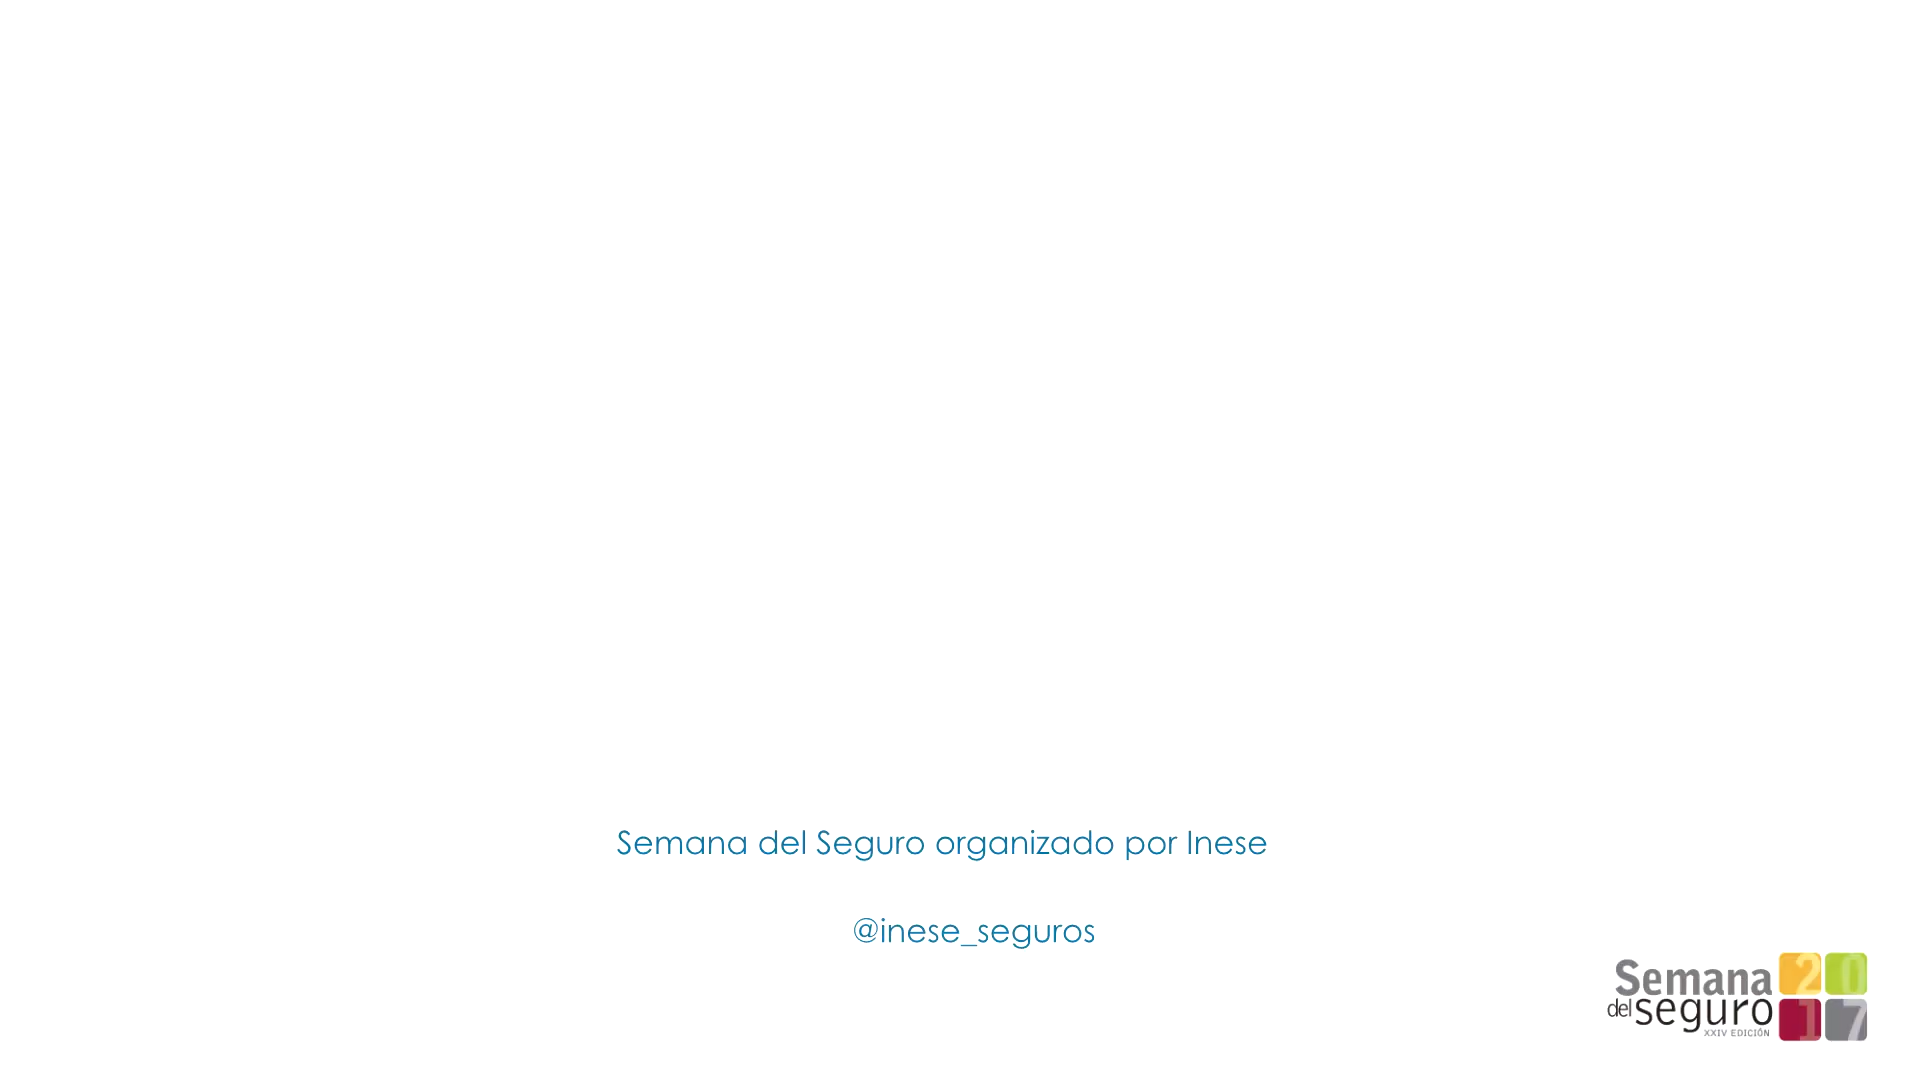 Semana del Seguro organizado por Inese
@inese_seguros
Semana 20
del seguro 17
XXIV EDICIÓN